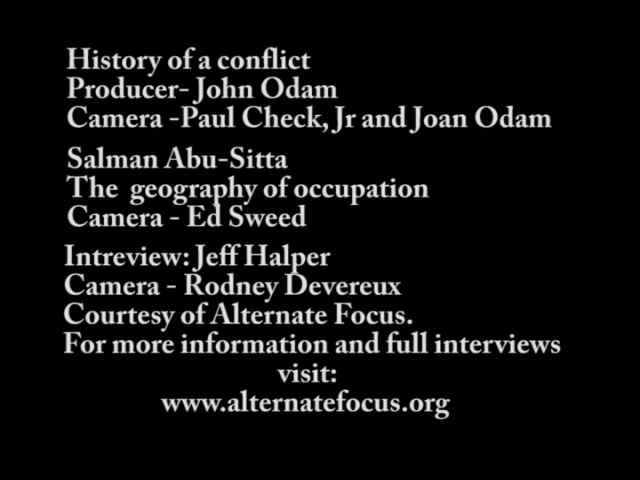 History of a conflict
Producer- John Odam
Camera -Paul Check, Jr and Joan Odam
Salman Abu-Sitta
The  geography of occupation
Camera - Ed Sweed
Intreview: Jeff Halper
Camera - Rodney Devereux
Courtesy of Alternate Focus.
For more information and full interviews
visit:
www.alternatefocus.org